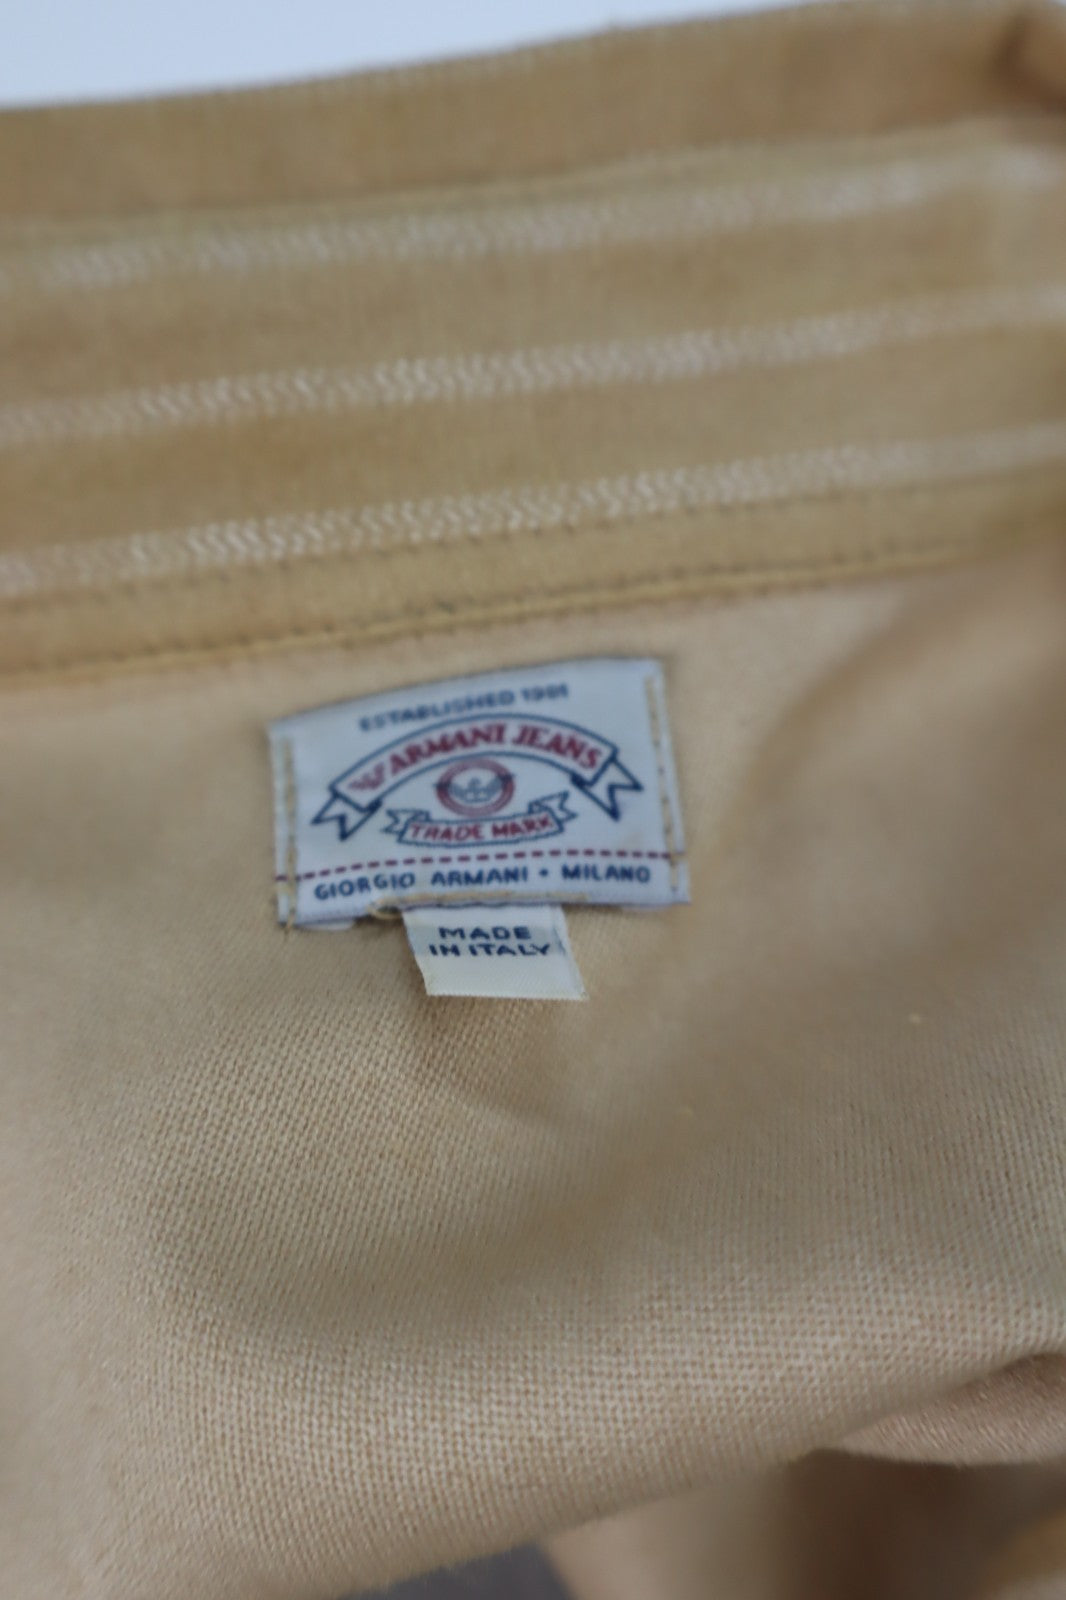 ESTABLISHED 1981
ARMANI JEANS
TRADE MARK
GIORGIO ARMANI • MILANO
MADE
IN ITALY